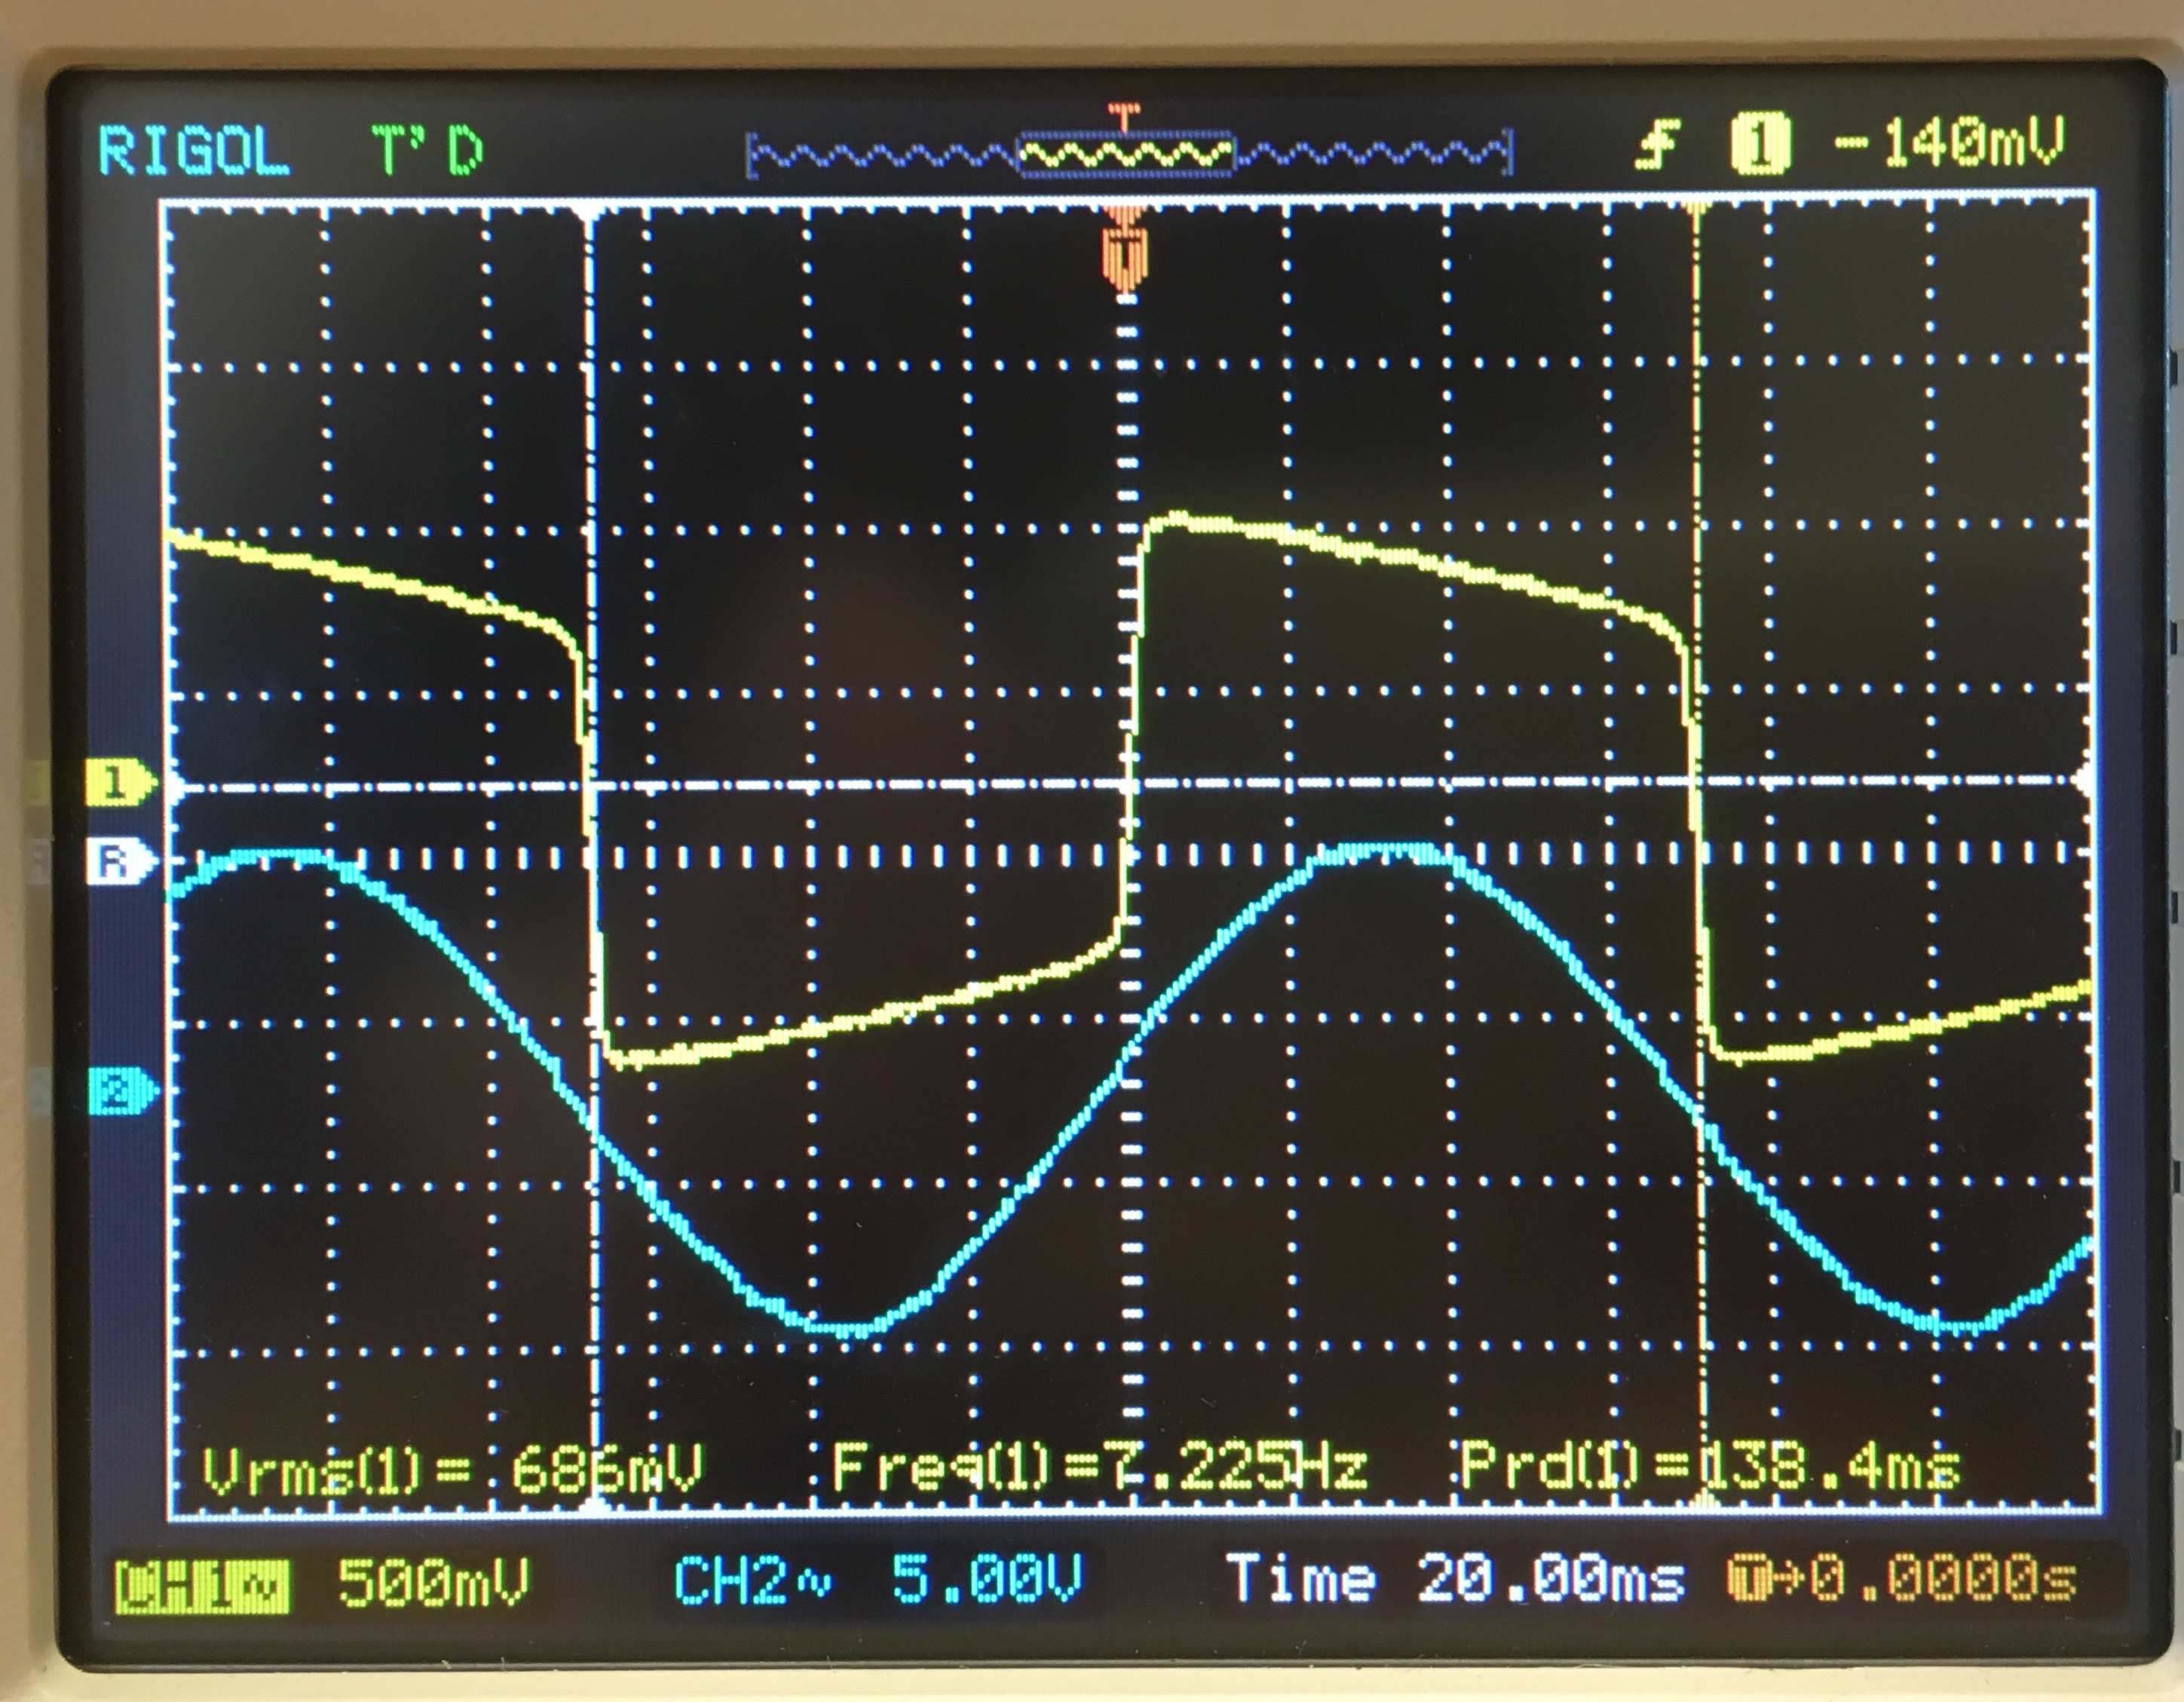 RIGOL T'D T 1 -140mV
T
1
R
2
Vrms(1)= 686mV Freq(1)=7.225Hz Prd(1)=138.4ms
CH1~ 500mV CH2~ 5.00V Time 20.00ms T→0.0000s